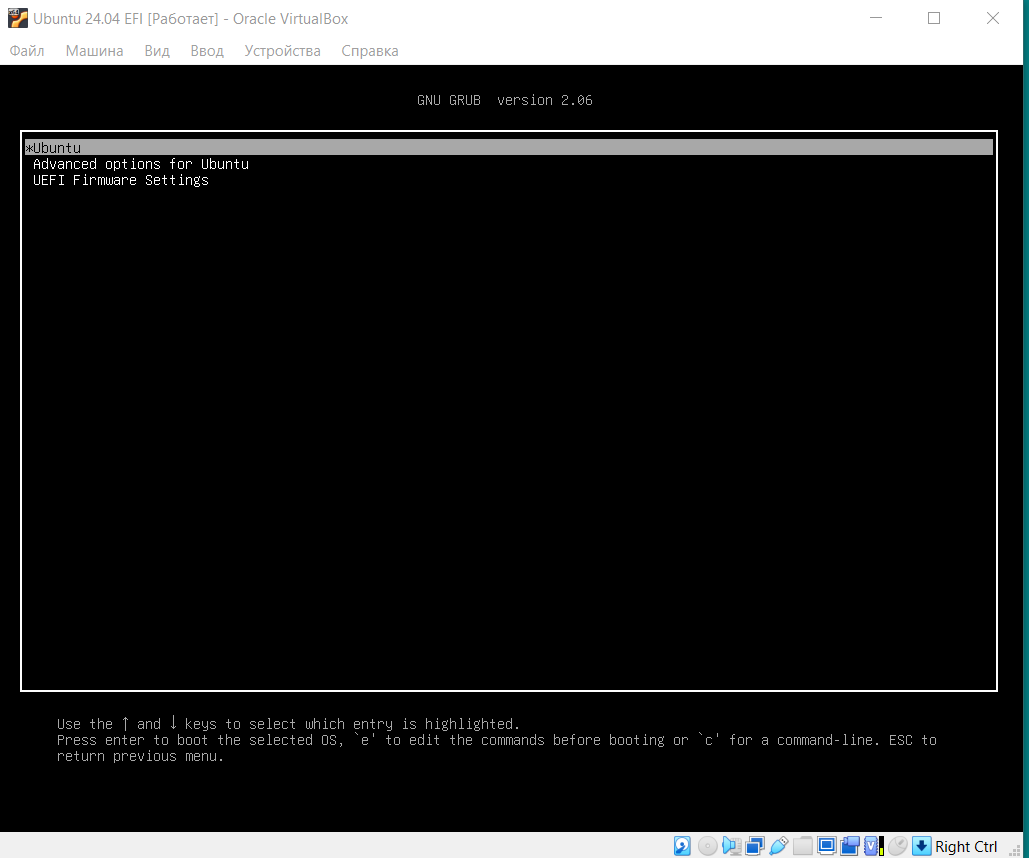 Ubuntu 24.04 EFI [Работает] - Oracle VirtualBox
Файл Машина Вид Ввод Устройства Справка
GNU GRUB version 2.06
*Ubuntu
Advanced options for Ubuntu
UEFI Firmware Settings
Use the ↑ and ↓ keys to select which entry is highlighted.
Press enter to boot the selected OS, `e' to edit the commands before booting or `c' for a command-line. ESC to
return previous menu.
Right Ctrl